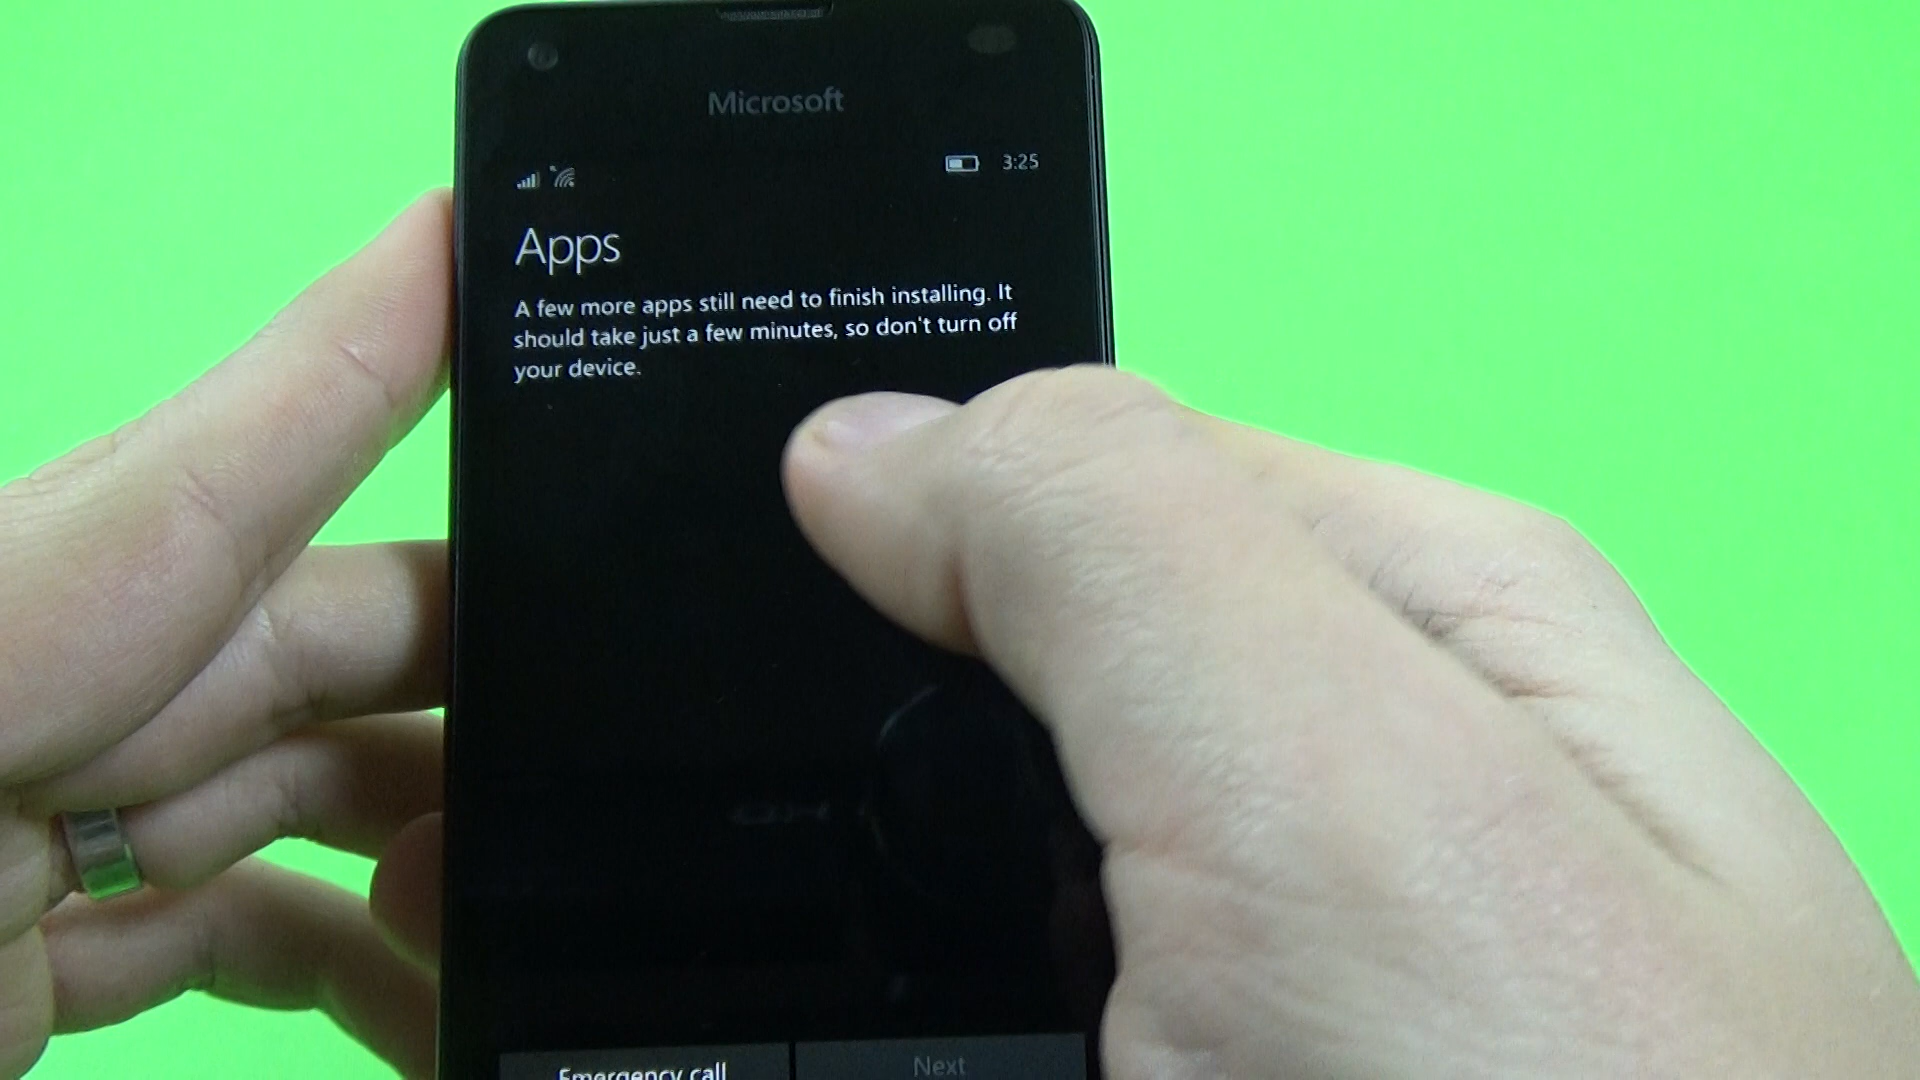 Microsoft
3:25
Apps
A few more apps still need to finish installing. It
should take just a few minutes, so don't turn off
your device.
Emergency call
Next